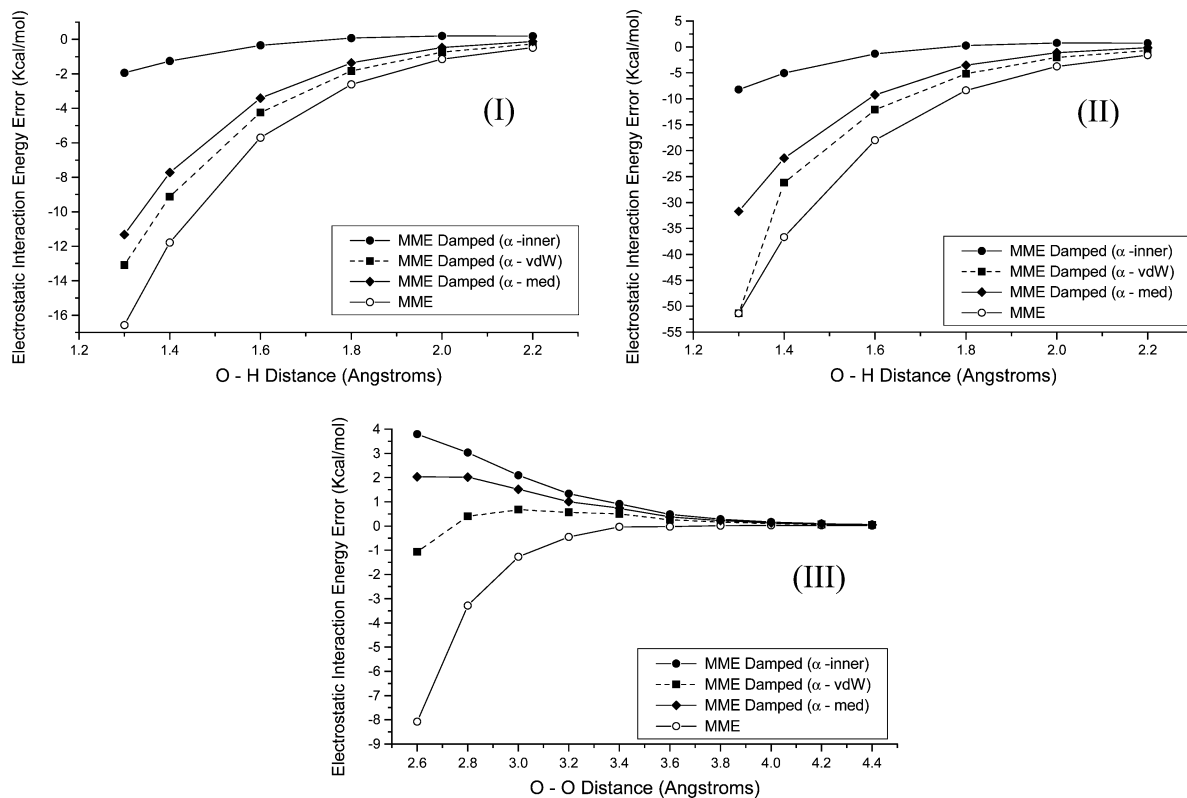 Electrostatic Interaction Energy Error (Kcal/mol)
0
-2
-4
-6
-8
-10
-12
-14
-16
(I)
MME Damped (α -inner)
MME Damped (α - vdW)
MME Damped (α - med)
MME
1.2 1.4 1.6 1.8 2.0 2.2
O - H Distance (Angstroms)
Electrostatic Interaction Energy Error (Kcal/mol)
5
0
-5
-10
-15
-20
-25
-30
-35
-40
-45
-50
-55
(II)
MME Damped (α -inner)
MME Damped (α - vdW)
MME Damped (α - med)
MME
1.2 1.4 1.6 1.8 2.0 2.2
O - H Distance (Angstroms)
Electrostatic Interaction Energy Error (Kcal/mol)
4
3
2
1
0
-1
-2
-3
-4
-5
-6
-7
-8
-9
(III)
MME Damped (α -inner)
MME Damped (α - vdW)
MME Damped (α - med)
MME
2.6 2.8 3.0 3.2 3.4 3.6 3.8 4.0 4.2 4.4
O - O Distance (Angstroms)